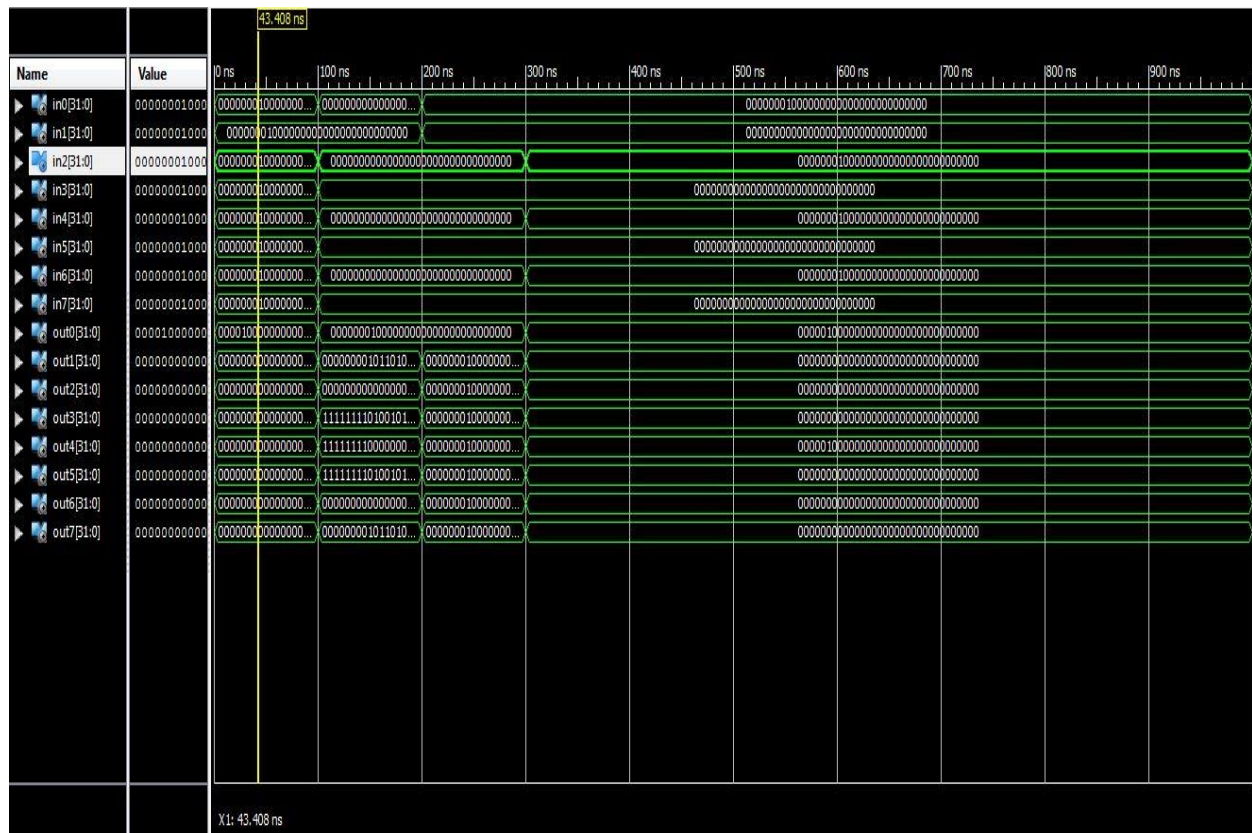 43.408 ns
Name Value 0 ns 100 ns 200 ns 300 ns 400 ns 500 ns 600 ns 700 ns 800 ns 900 ns
in0[31:0] 00000001000 000000010000000... 000000000000000... 00000001000000000000000000000000
in1[31:0] 00000001000 00000001000000000000000000000000 00000000000000000000000000000000
in2[31:0] 00000001000 000000010000000... 00000000000000000000000000000000 00000001000000000000000000000000
in3[31:0] 00000001000 000000010000000... 00000000000000000000000000000000
in4[31:0] 00000001000 000000010000000... 00000000000000000000000000000000 00000001000000000000000000000000
in5[31:0] 00000001000 000000010000000... 00000000000000000000000000000000
in6[31:0] 00000001000 000000010000000... 00000000000000000000000000000000 00000001000000000000000000000000
in7[31:0] 00000001000 000000010000000... 00000000000000000000000000000000
out0[31:0] 00001000000 000010000000000... 00000001000000000000000000000000 00000100000000000000000000000000
out1[31:0] 00000000000 000000000000000... 000000001011010... 000000010000000... 00000000000000000000000000000000
out2[31:0] 00000000000 000000000000000... 000000000000000... 000000010000000... 00000000000000000000000000000000
out3[31:0] 00000000000 000000000000000... 111111110100101... 000000010000000... 00000000000000000000000000000000
out4[31:0] 00000000000 000000000000000... 111111110000000... 000000010000000... 00000100000000000000000000000000
out5[31:0] 00000000000 000000000000000... 111111110100101... 000000010000000... 00000000000000000000000000000000
out6[31:0] 00000000000 000000000000000... 000000000000000... 000000010000000... 00000000000000000000000000000000
out7[31:0] 00000000000 000000000000000... 000000001011010... 000000010000000... 00000000000000000000000000000000
X1: 43.408 ns